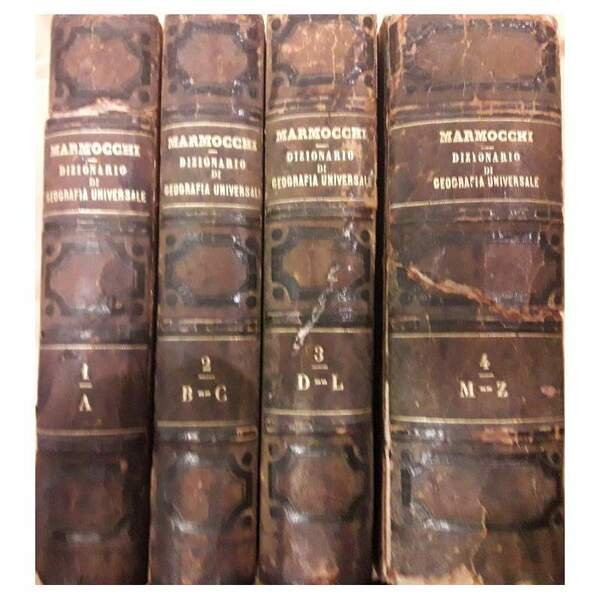 MARMOCCHI
DIZIONARIO
DI
GEOGRAFIA UNIVERSALE
1
A
MARMOCCHI
DIZIONARIO
DI
GEOGRAFIA UNIVERSALE
2
B--C
MARMOCCHI
DIZIONARIO
DI
GEOGRAFIA UNIVERSALE
3
D--L
MARMOCCHI
DIZIONARIO
DI
GEOGRAFIA UNIVERSALE
4
M--Z